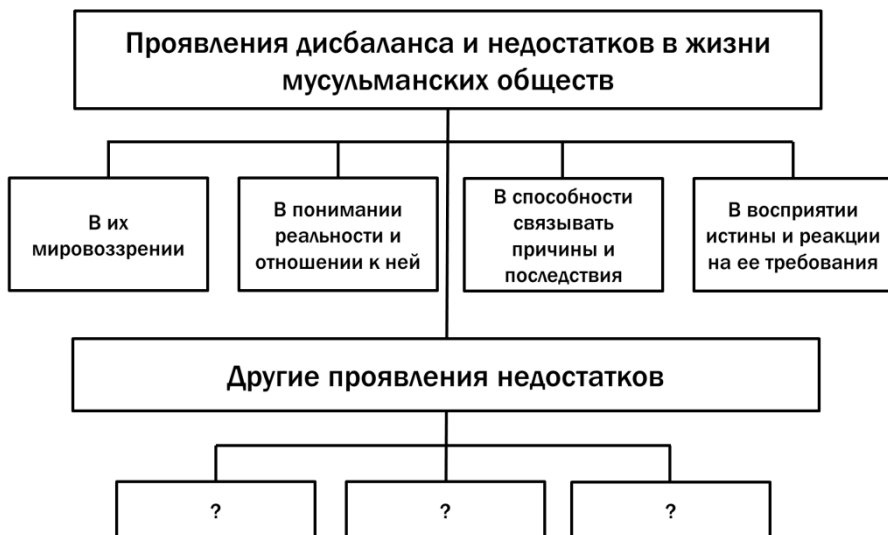 Проявления дисбаланса и недостатков в жизни
мусульманских обществ
В их
мировоззрении
В понимании
реальности и
отношении к ней
В способности
связывать
причины и
последствия
В восприятии
истины и реакции
на ее требования
Другие проявления недостатков
?
?
?